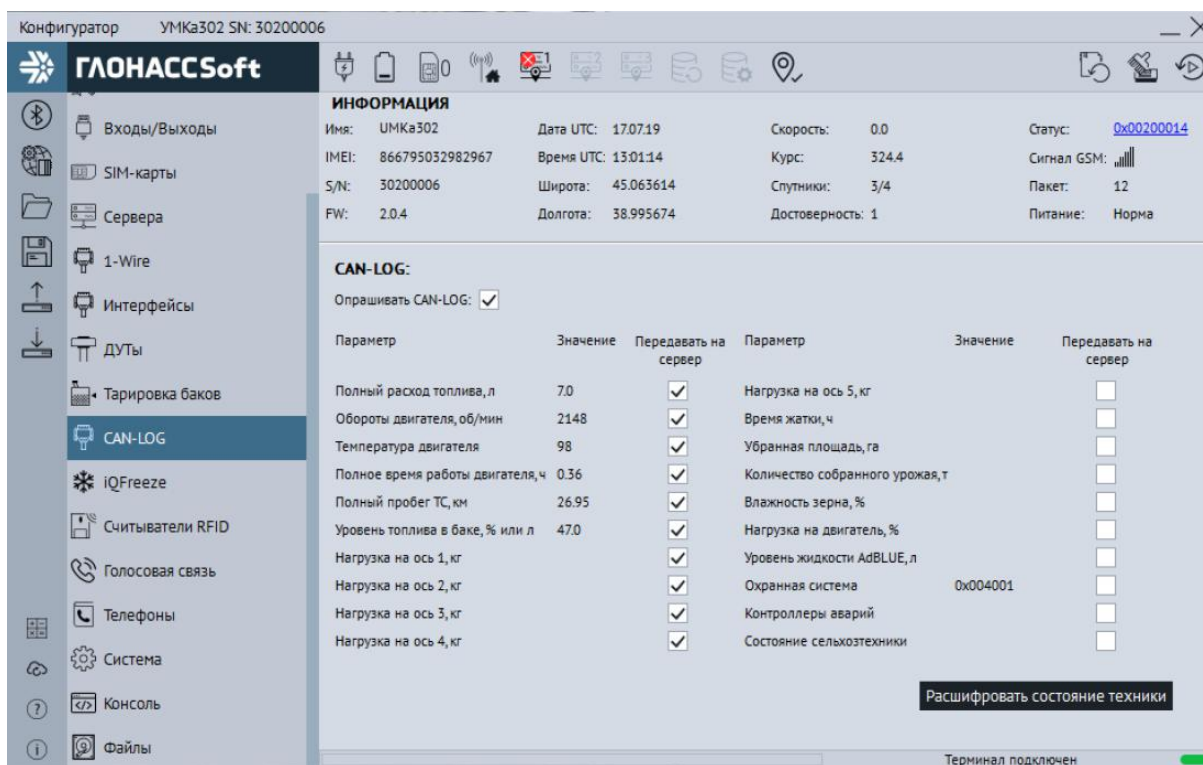 Конфигуратор УМКа302 SN: 30200006
ГЛОНАССSoft
0 1 2 3
ИНФОРМАЦИЯ
Имя: UMKa302 Дата UTC: 17.07.19 Скорость: 0.0 Статус: 0x00200014
IMEI: 866795032982967 Время UTC: 13:01:14 Курс: 324.4 Сигнал GSM:
S/N: 30200006 Широта: 45.063614 Спутники: 3/4 Пакет: 12
FW: 2.0.4 Долгота: 38.995674 Достоверность: 1 Питание: Норма
Входы/Выходы
SIM-карты
Сервера
1-Wire
Интерфейсы
ДУТы
Тарировка баков
CAN-LOG
iQFreeze
Считыватели RFID
Голосовая связь
Телефоны
Система
Консоль
Файлы
CAN-LOG:
Опрашивать CAN-LOG:
Параметр Значение Передавать на сервер Параметр Значение Передавать на сервер
Полный расход топлива, л 7.0 Нагрузка на ось 5, кг
Обороты двигателя, об/мин 2148 Время жатки, ч
Температура двигателя 98 Убранная площадь, га
Полное время работы двигателя, ч 0.36 Количество собранного урожая, т
Полный пробег ТС, км 26.95 Влажность зерна, %
Уровень топлива в баке, % или л 47.0 Нагрузка на двигатель, %
Нагрузка на ось 1, кг Уровень жидкости AdBLUE, л
Нагрузка на ось 2, кг Охранная система 0x004001
Нагрузка на ось 3, кг Контроллеры аварий
Нагрузка на ось 4, кг Состояние сельхозтехники
Расшифровать состояние техники
Терминал подключен